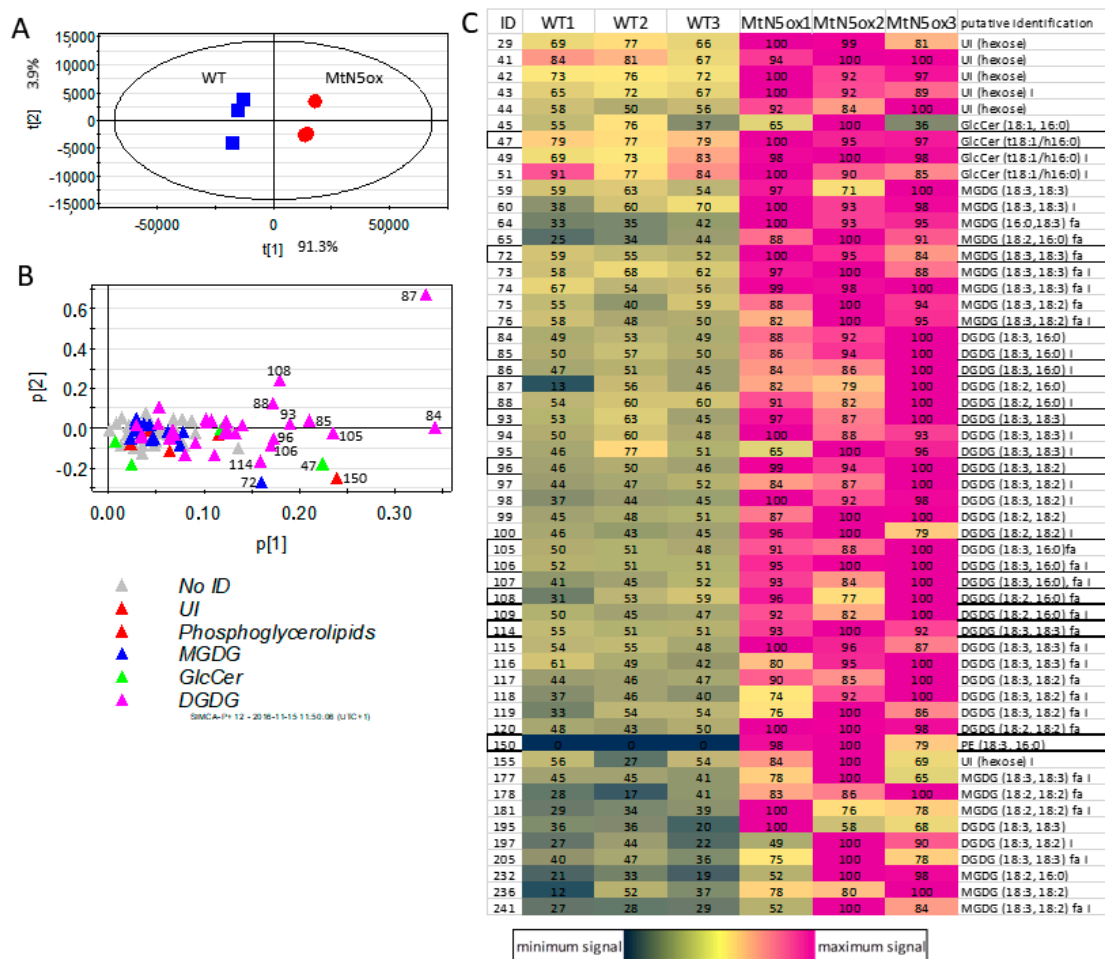 A
15000
10000
5,000
0
-5,000
-10,000
-15,000
3.9%
t[2]
WT
MtN5ox
-50,000
0
50,000
t[1]
91.3%
B
0.6
0.4
0.2
0.0
-0.2
p[2]
87
108
88
93
85
84
96
105
106
114
47
72
150
0.00
0.10
0.20
0.30
p[1]
No ID
UI
Phosphoglycerolipids
MGDG
GlcCer
DGDG
SIMCA-P+ 12 - 2016-11-15 11:50:06 (UTC+1)
C
ID WT1 WT2 WT3 MtN5ox1 MtN5ox2 MtN5ox3 putative identification
29 69 77 66 100 99 81 UI (hexose)
41 84 81 67 94 100 100 UI (hexose)
42 73 76 72 100 92 97 UI (hexose)
43 65 72 67 100 92 89 UI (hexose) I
44 58 50 56 92 84 100 UI (hexose)
45 55 76 37 65 100 36 GlcCer (18:1, 16:0)
47 79 77 79 100 95 97 GlcCer (t18:1/h16:0)
49 69 73 83 98 100 98 GlcCer (t18:1/h16:0) I
51 91 77 84 100 90 85 GlcCer (t18:1/h16:0) I
59 59 63 54 97 71 100 MGDG (18:3, 18:3)
60 38 60 70 100 93 98 MGDG (18:3, 18:3) I
64 33 35 42 100 93 95 MGDG (16:0,18:3) fa
65 25 34 44 88 100 91 MGDG (18:2, 16:0) fa
72 59 55 52 100 95 84 MGDG (18:3, 18:3) fa
73 58 68 62 97 100 88 MGDG (18:3, 18:3) fa I
74 67 54 56 99 98 100 MGDG (18:3, 18:3) fa I
75 55 40 59 88 100 94 MGDG (18:3, 18:2) fa
76 58 48 50 82 100 95 MGDG (18:3, 18:2) fa I
84 49 53 49 88 92 100 DGDG (18:3, 16:0)
85 50 57 50 86 94 100 DGDG (18:3, 16:0) I
86 47 51 45 84 86 100 DGDG (18:3, 16:0) I
87 13 56 46 82 79 100 DGDG (18:2, 16:0)
88 54 60 60 91 82 100 DGDG (18:2, 16:0) I
93 53 63 45 97 87 100 DGDG (18:3, 18:3)
94 50 60 48 100 88 93 DGDG (18:3, 18:3) I
95 46 77 51 65 100 96 DGDG (18:3, 18:3) I
96 50 51 46 99 94 100 DGDG (18:3, 18:2)
97 44 47 52 84 87 100 DGDG (18:3, 18:2) I
98 37 44 45 100 92 98 DGDG (18:3, 18:2) I
99 45 48 51 87 100 100 DGDG (18:2, 18:2)
100 46 43 45 96 100 79 DGDG (18:2, 18:2) I
105 50 51 48 91 88 100 DGDG (18:3, 16:0)fa
106 52 51 51 95 100 100 DGDG (18:3, 16:0) fa I
107 41 45 52 93 84 100 DGDG (18:3, 16:0), fa I
108 31 53 59 96 77 100 DGDG (18:2, 16:0) fa
109 50 45 47 92 82 100 DGDG (18:2, 16:0) fa I
114 55 51 51 93 100 92 DGDG (18:3, 18:3) fa
115 54 55 48 100 96 87 DGDG (18:3, 18:3) fa I
116 61 49 42 80 95 100 DGDG (18:3, 18:3) fa I
117 44 46 47 90 85 100 DGDG (18:3, 18:2) fa
118 37 46 40 74 92 100 DGDG (18:3, 18:2) fa I
119 33 54 54 76 100 86 DGDG (18:3, 18:2) fa I
120 48 43 50 100 100 98 DGDG (18:2, 18:2) fa
150 0 0 0 98 100 79 PE (18:3, 16:0)
155 56 27 54 84 100 69 UI (hexose) I
177 45 45 41 78 100 65 MGDG (18:3, 18:3) fa I
178 28 17 41 83 86 100 MGDG (18:2, 18:2) fa
181 29 34 39 100 76 78 MGDG (18:2, 18:2) fa I
195 36 36 20 100 58 68 DGDG (18:3, 18:3)
197 27 44 22 49 100 90 DGDG (18:3, 18:2) I
205 40 47 36 75 100 78 DGDG (18:3, 18:3) fa I
232 21 33 19 52 100 98 MGDG (18:2, 16:0)
236 12 52 37 78 80 100 MGDG (18:3, 18:2)
241 27 28 29 52 100 84 MGDG (18:3, 18:2) fa I
minimum signal maximum signal